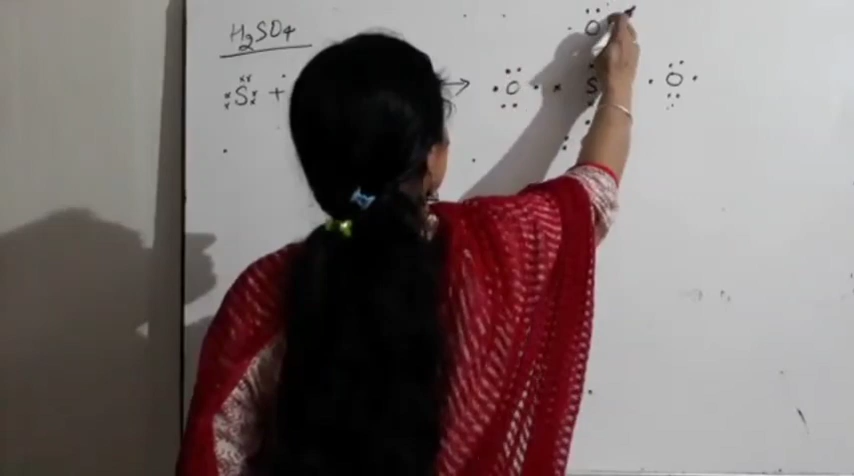 H2SO4
O
S + → O S O